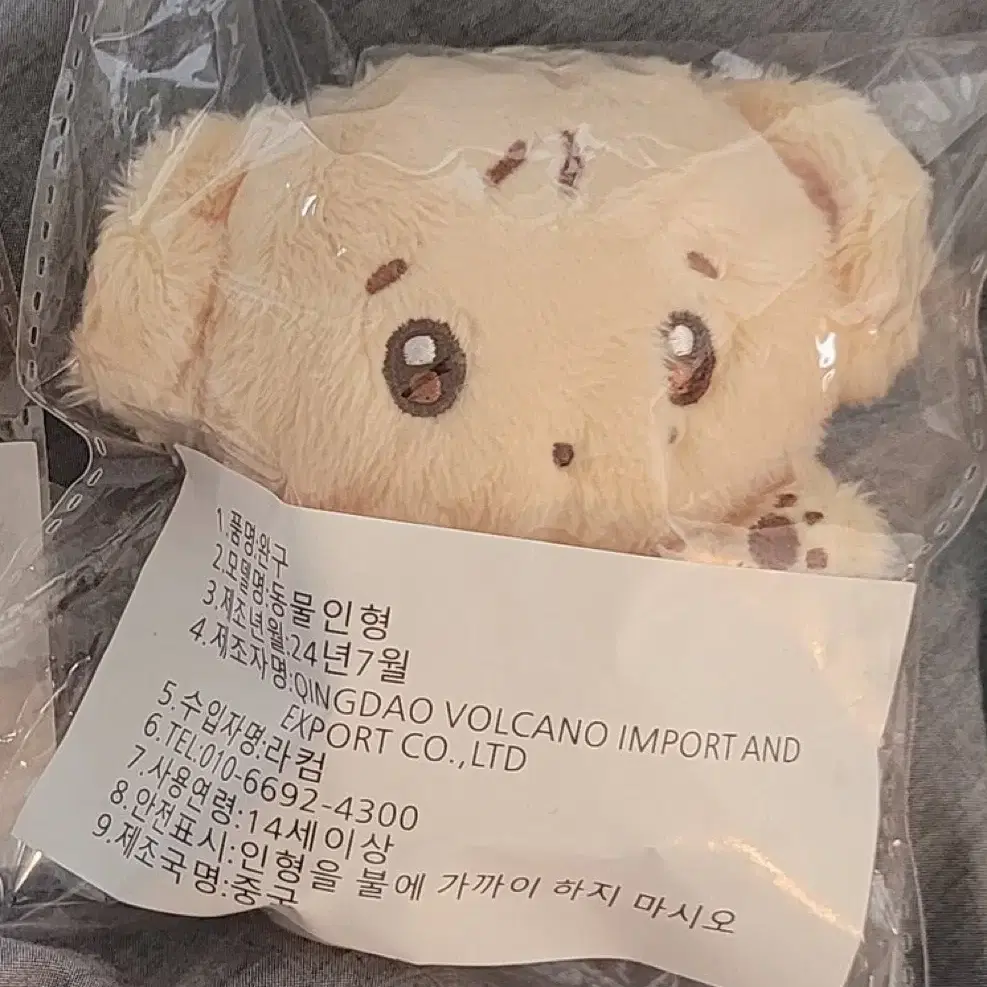 1.품명:완구
2.모델명:동물인형
3.제조년월:24년7월
4.제조자명:QINGDAO VOLCANO IMPORT AND
EXPORT CO.,LTD
5.수입자명:라컴
6.TEL:010-6692-4300
7.사용연령:14세이상
8.안전표시:인형을 불에 가까이 하지 마시오
9.제조국명:중국